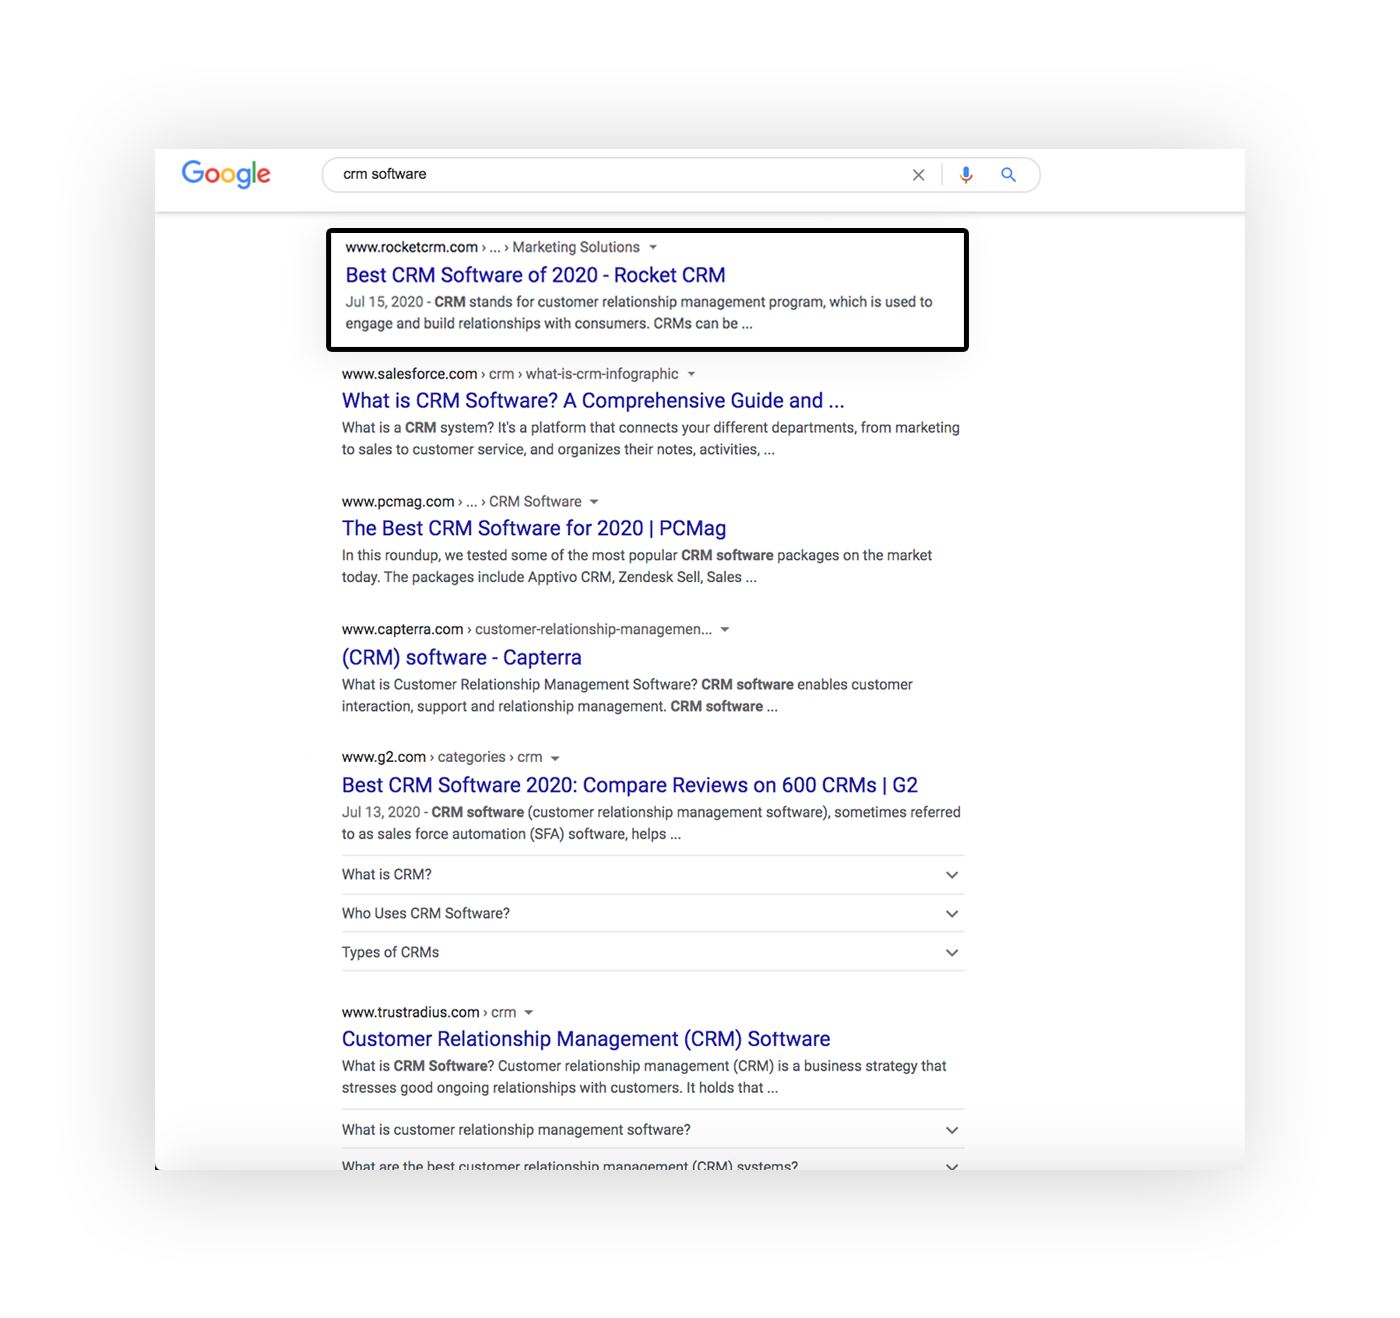 Google
crm software
www.rocketcrm.com › ... › Marketing Solutions
Best CRM Software of 2020 - Rocket CRM
Jul 15, 2020 - CRM stands for customer relationship management program, which is used to
engage and build relationships with consumers. CRMs can be ...
www.salesforce.com › crm › what-is-crm-infographic
What is CRM Software? A Comprehensive Guide and ...
What is a CRM system? It's a platform that connects your different departments, from marketing
to sales to customer service, and organizes their notes, activities, ...
www.pcmag.com › ... › CRM Software
The Best CRM Software for 2020 | PCMag
In this roundup, we tested some of the most popular CRM software packages on the market
today. The packages include Apptivo CRM, Zendesk Sell, Sales ...
www.capterra.com › customer-relationship-managemen...
(CRM) software - Capterra
What is Customer Relationship Management Software? CRM software enables customer
interaction, support and relationship management. CRM software ...
www.g2.com › categories › crm
Best CRM Software 2020: Compare Reviews on 600 CRMs | G2
Jul 13, 2020 - CRM software (customer relationship management software), sometimes referred
to as sales force automation (SFA) software, helps ...
What is CRM?
Who Uses CRM Software?
Types of CRMs
www.trustradius.com › crm
Customer Relationship Management (CRM) Software
What is CRM Software? Customer relationship management (CRM) is a business strategy that
stresses good ongoing relationships with customers. It holds that ...
What is customer relationship management software?
What are the best customer relationship management (CRM) systems?